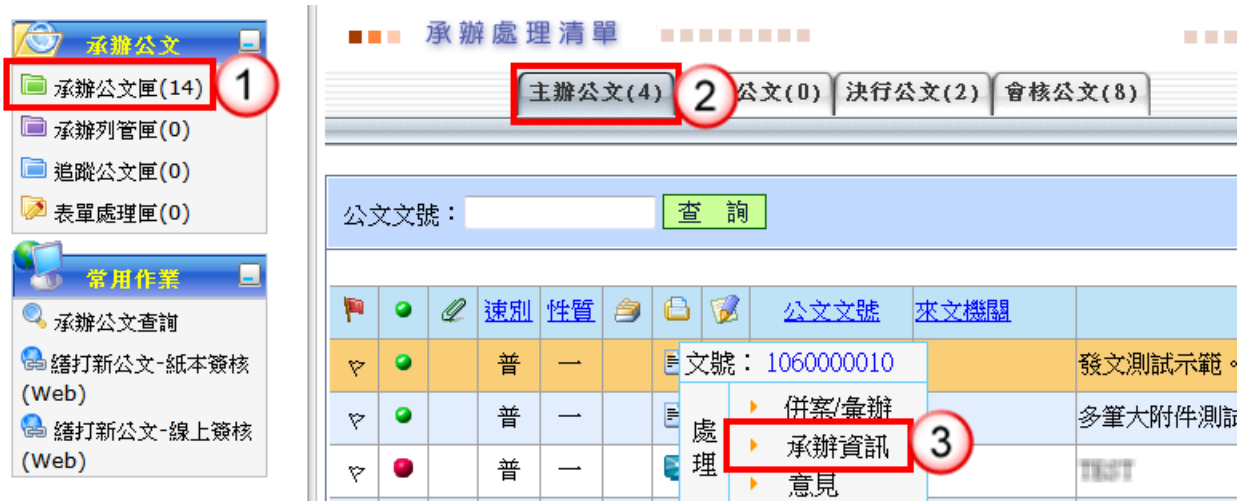 承辦公文
承辦公文匣(14)
1
承辦列管匣(0)
追蹤公文匣(0)
表單處理匣(0)
常用作業
承辦公文查詢
繕打新公文-紙本簽核
(Web)
繕打新公文-線上簽核
(Web)
承辦處理清單
主辦公文(4)
2
公文(0)
決行公文(2)
會核公文(8)
公文文號：
查 詢
速別 性質 公文文號 來文機關
普 一 發文測試示範。
普 一 多筆大附件測試
普 一
文號：1060000010
處理
併案/彙辦
承辦資訊
3
意見